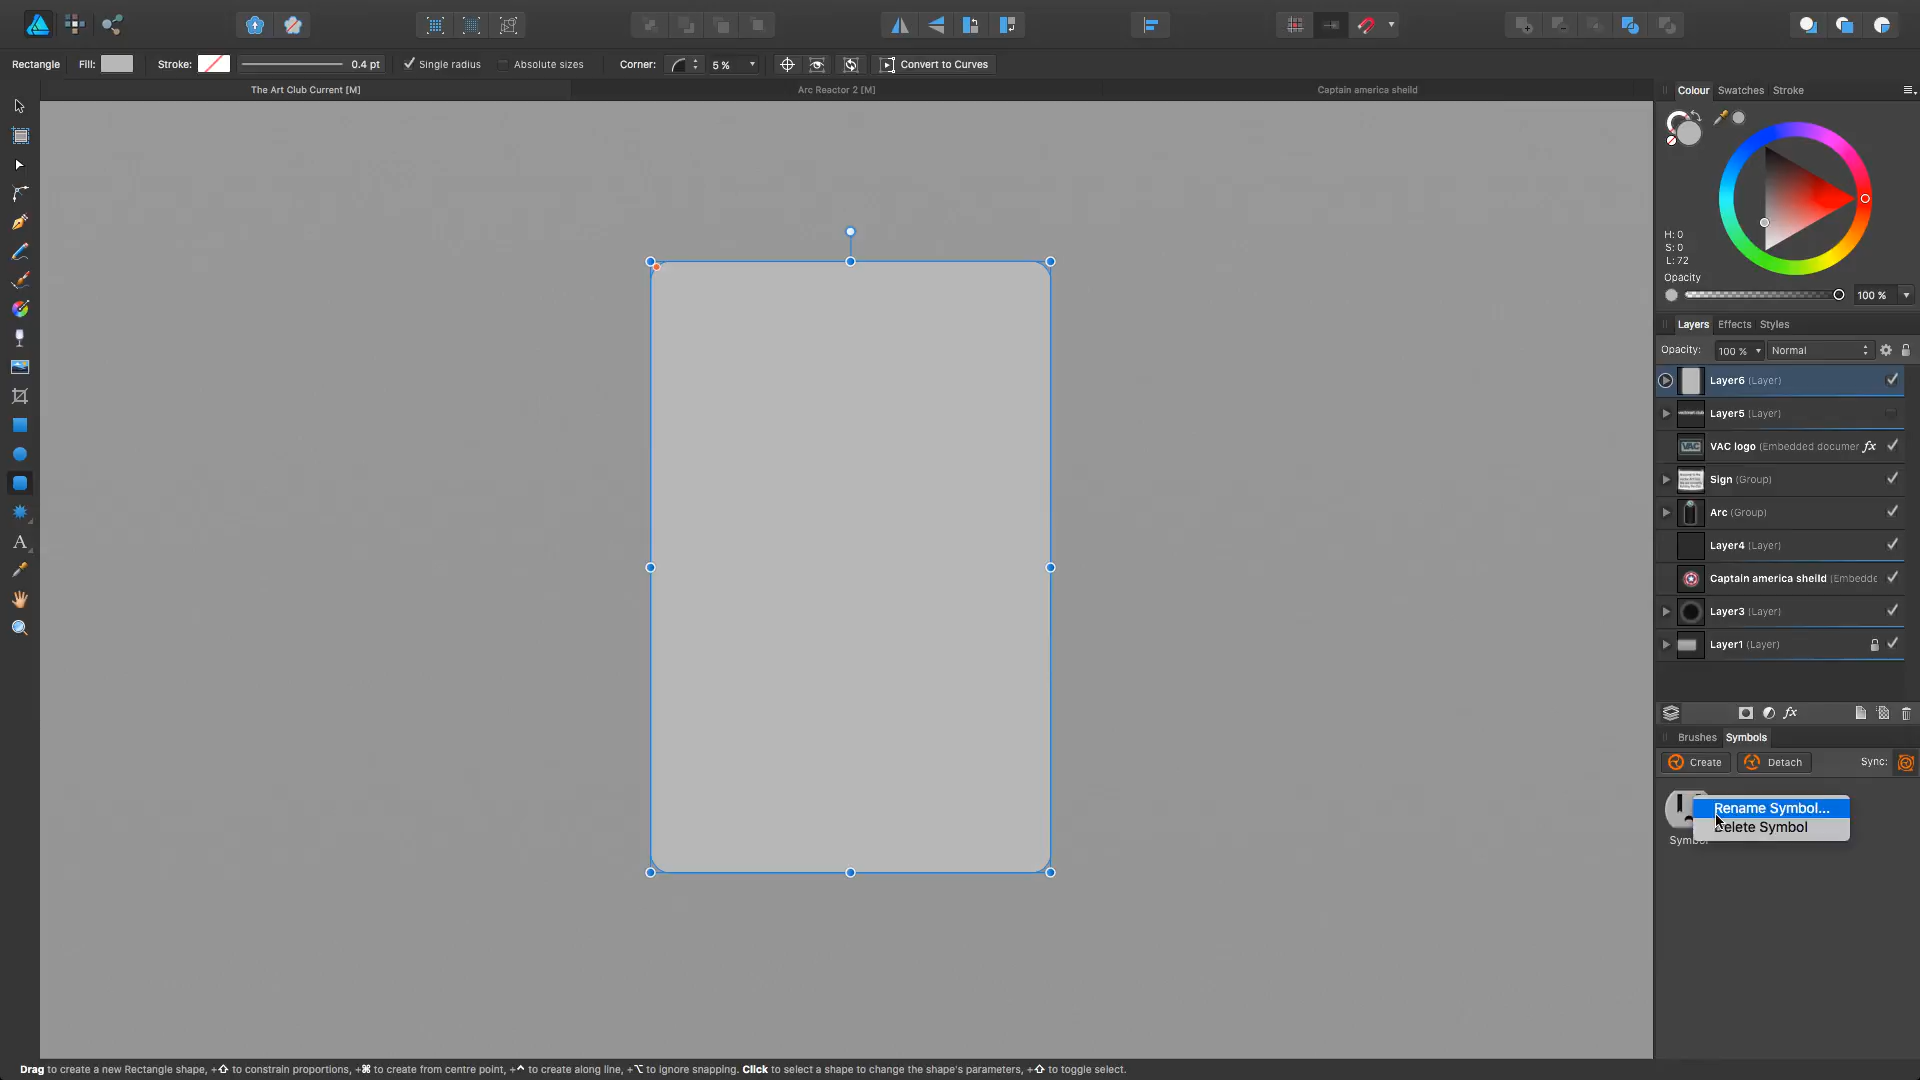 Rectangle Fill: Stroke: 0.4 pt Single radius Absolute sizes Corner: 5 % Convert to Curves
The Art Club Current [M] Arc Reactor 2 [M] Captain america sheild
Colour Swatches Stroke
H: 0
S: 0
L: 72
Opacity
100 %
Layers Effects Styles
Opacity: 100 % Normal
Layer6 (Layer)
Layer5 (Layer)
VAC logo (Embedded documer fx
Sign (Group)
Arc (Group)
Layer4 (Layer)
Captain america sheild (Embedde
Layer3 (Layer)
Layer1 (Layer)
fx
Brushes Symbols
Create Detach Sync:
Rename Symbol...
Delete Symbol
Symbol
A
Drag to create a new Rectangle shape, +⇧ to constrain proportions, +⌘ to create from centre point, +^ to create along line, +⌥ to ignore snapping. Click to select a shape to change the shape's parameters, +⇧ to toggle select.